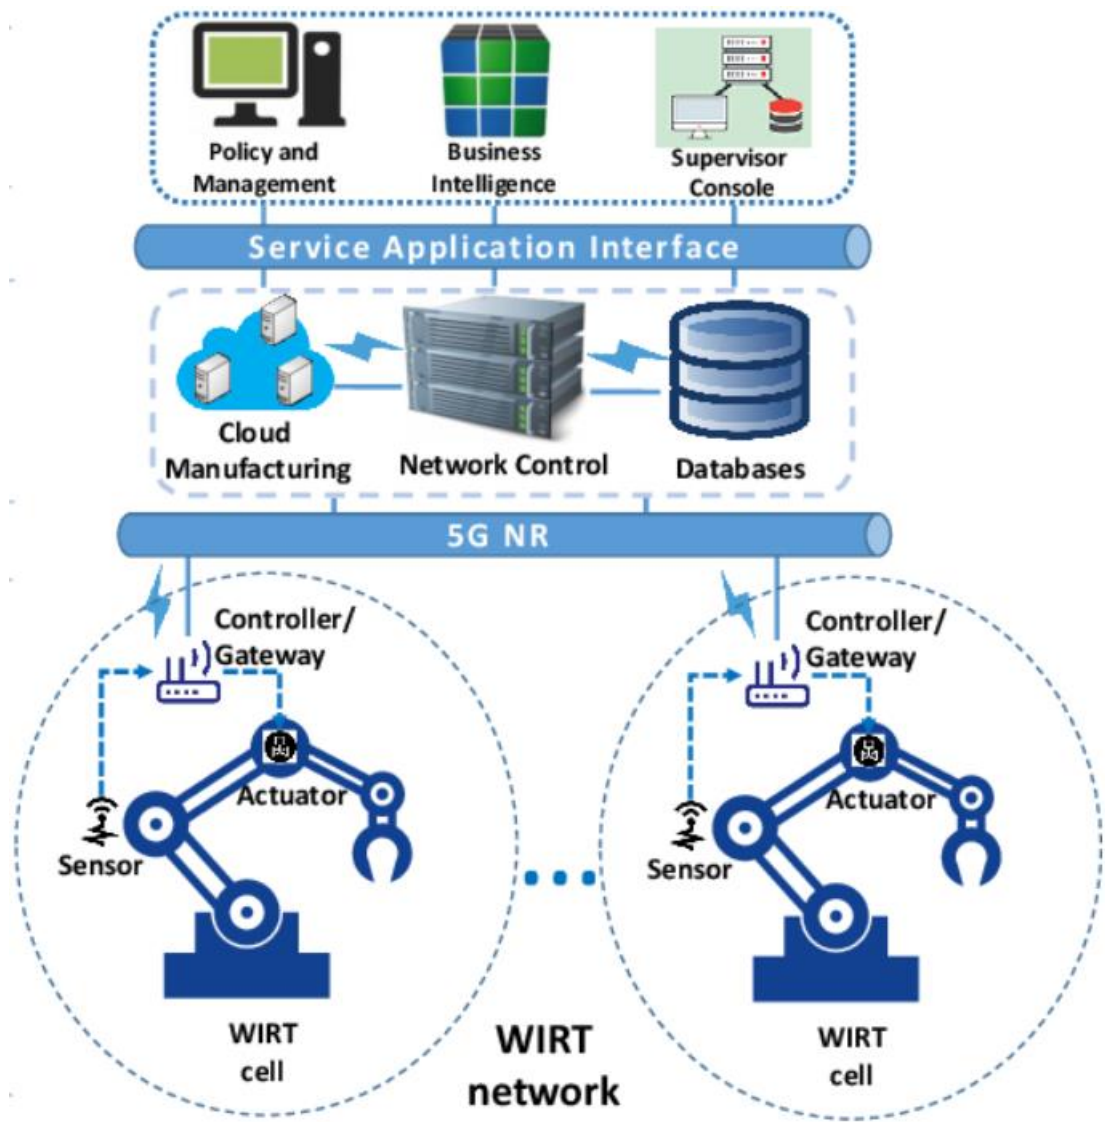 Policy and
Management
Business
Intelligence
Supervisor
Console
Service Application Interface
Cloud
Manufacturing
Network Control
Databases
5G NR
Controller/
Gateway
Actuator
Sensor
WIRT
cell
Controller/
Gateway
Actuator
Sensor
WIRT
cell
WIRT
network